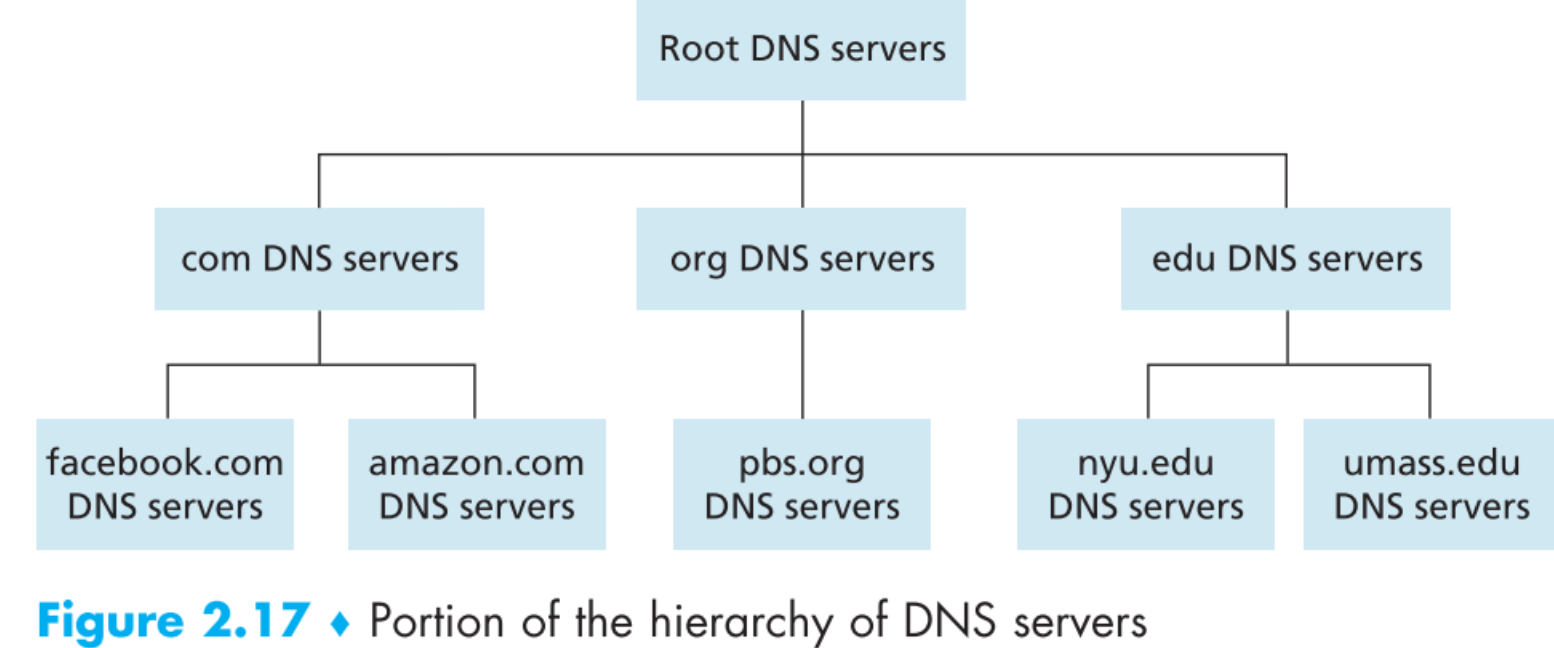 Root DNS servers
com DNS servers
org DNS servers
edu DNS servers
facebook.com
DNS servers
amazon.com
DNS servers
pbs.org
DNS servers
nyu.edu
DNS servers
umass.edu
DNS servers
Figure 2.17 ♦ Portion of the hierarchy of DNS servers